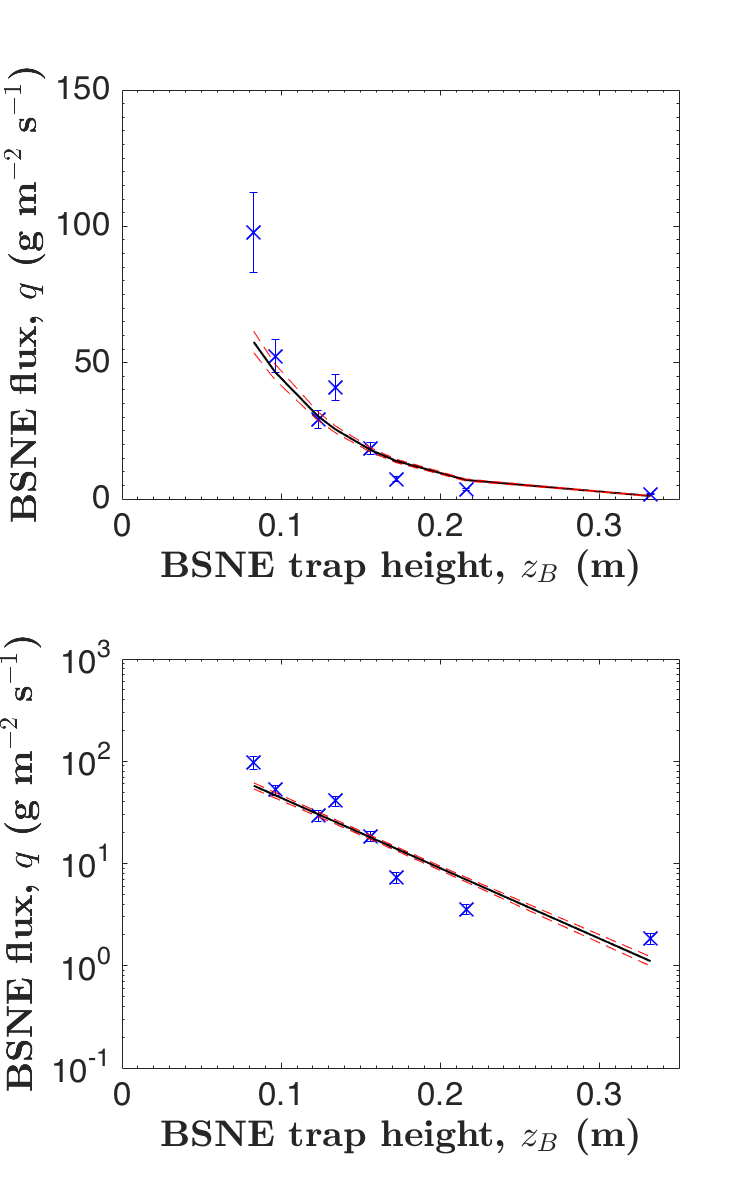 150
100
50
0
BSNE flux, q (g m⁻² s⁻¹)
0 0.1 0.2 0.3
BSNE trap height, z_B (m)
10³
10²
10¹
10⁰
10⁻¹
BSNE flux, q (g m⁻² s⁻¹)
0 0.1 0.2 0.3
BSNE trap height, z_B (m)